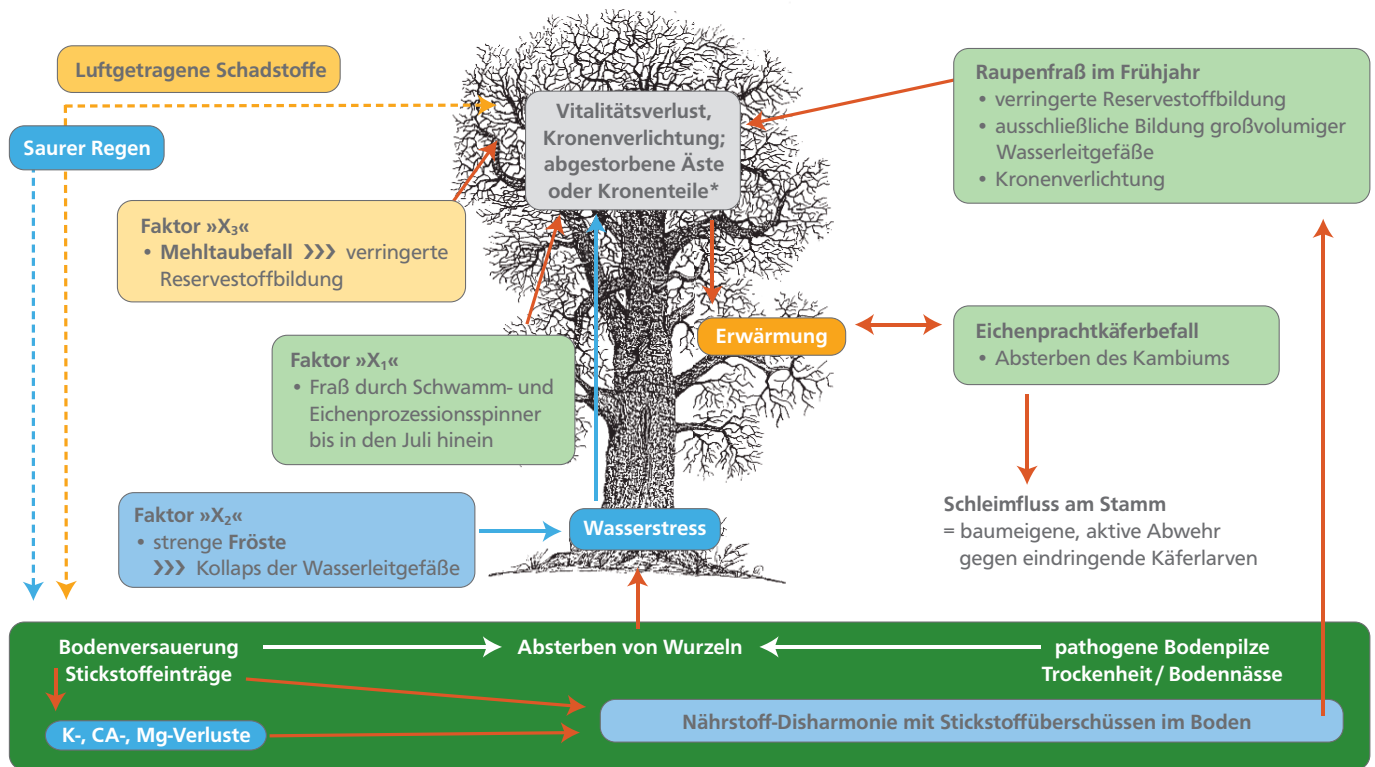 Luftgetragene Schadstoffe
Saurer Regen
Vitalitätsverlust,
Kronenverlichtung;
abgestorbene Äste
oder Kronenteile*
Raupenfraß im Frühjahr
• verringerte Reservestoffbildung
• ausschließliche Bildung großvolumiger
Wasserleitgefäße
• Kronenverlichtung
Faktor »X₃«
• Mehltaubefall ❯❯❯ verringerte
Reservestoffbildung
Erwärmung
Eichenprachtkäferbefall
• Absterben des Kambiums
Faktor »X₁«
• Fraß durch Schwamm- und
Eichenprozessionsspinner
bis in den Juli hinein
Schleimfluss am Stamm
= baumeigene, aktive Abwehr
gegen eindringende Käferlarven
Faktor »X₂«
• strenge Fröste
❯❯❯ Kollaps der Wasserleitgefäße
Wasserstress
Bodenversauerung
Stickstoffeinträge
Absterben von Wurzeln
pathogene Bodenpilze
Trockenheit / Bodennässe
K-, CA-, Mg-Verluste
Nährstoff-Disharmonie mit Stickstoffüberschüssen im Boden